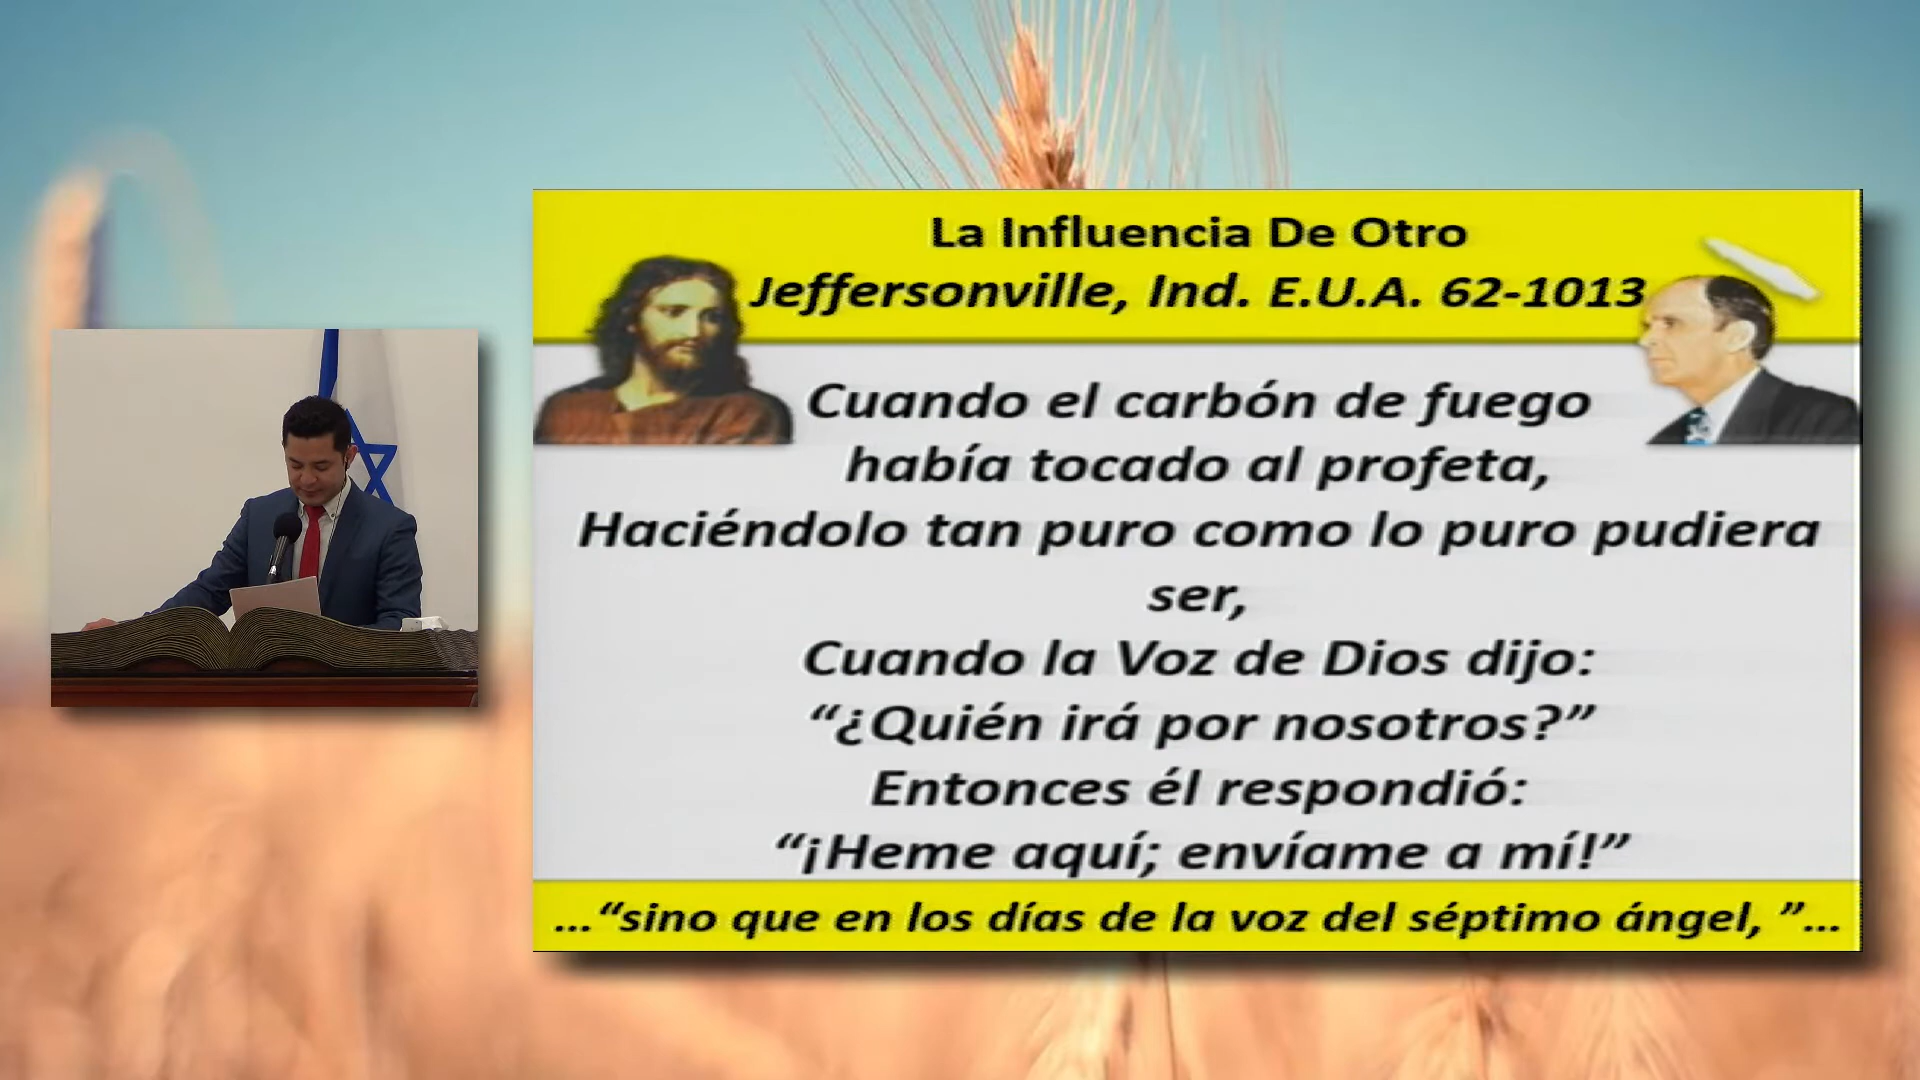 La Influencia De Otro
Jeffersonville, Ind. E.U.A. 62-1013
Cuando el carbón de fuego
había tocado al profeta,
Haciéndolo tan puro como lo puro pudiera
ser,
Cuando la Voz de Dios dijo:
“¿Quién irá por nosotros?”
Entonces él respondió:
“¡Heme aquí; envíame a mí!”
...“sino que en los días de la voz del séptimo ángel, ”...